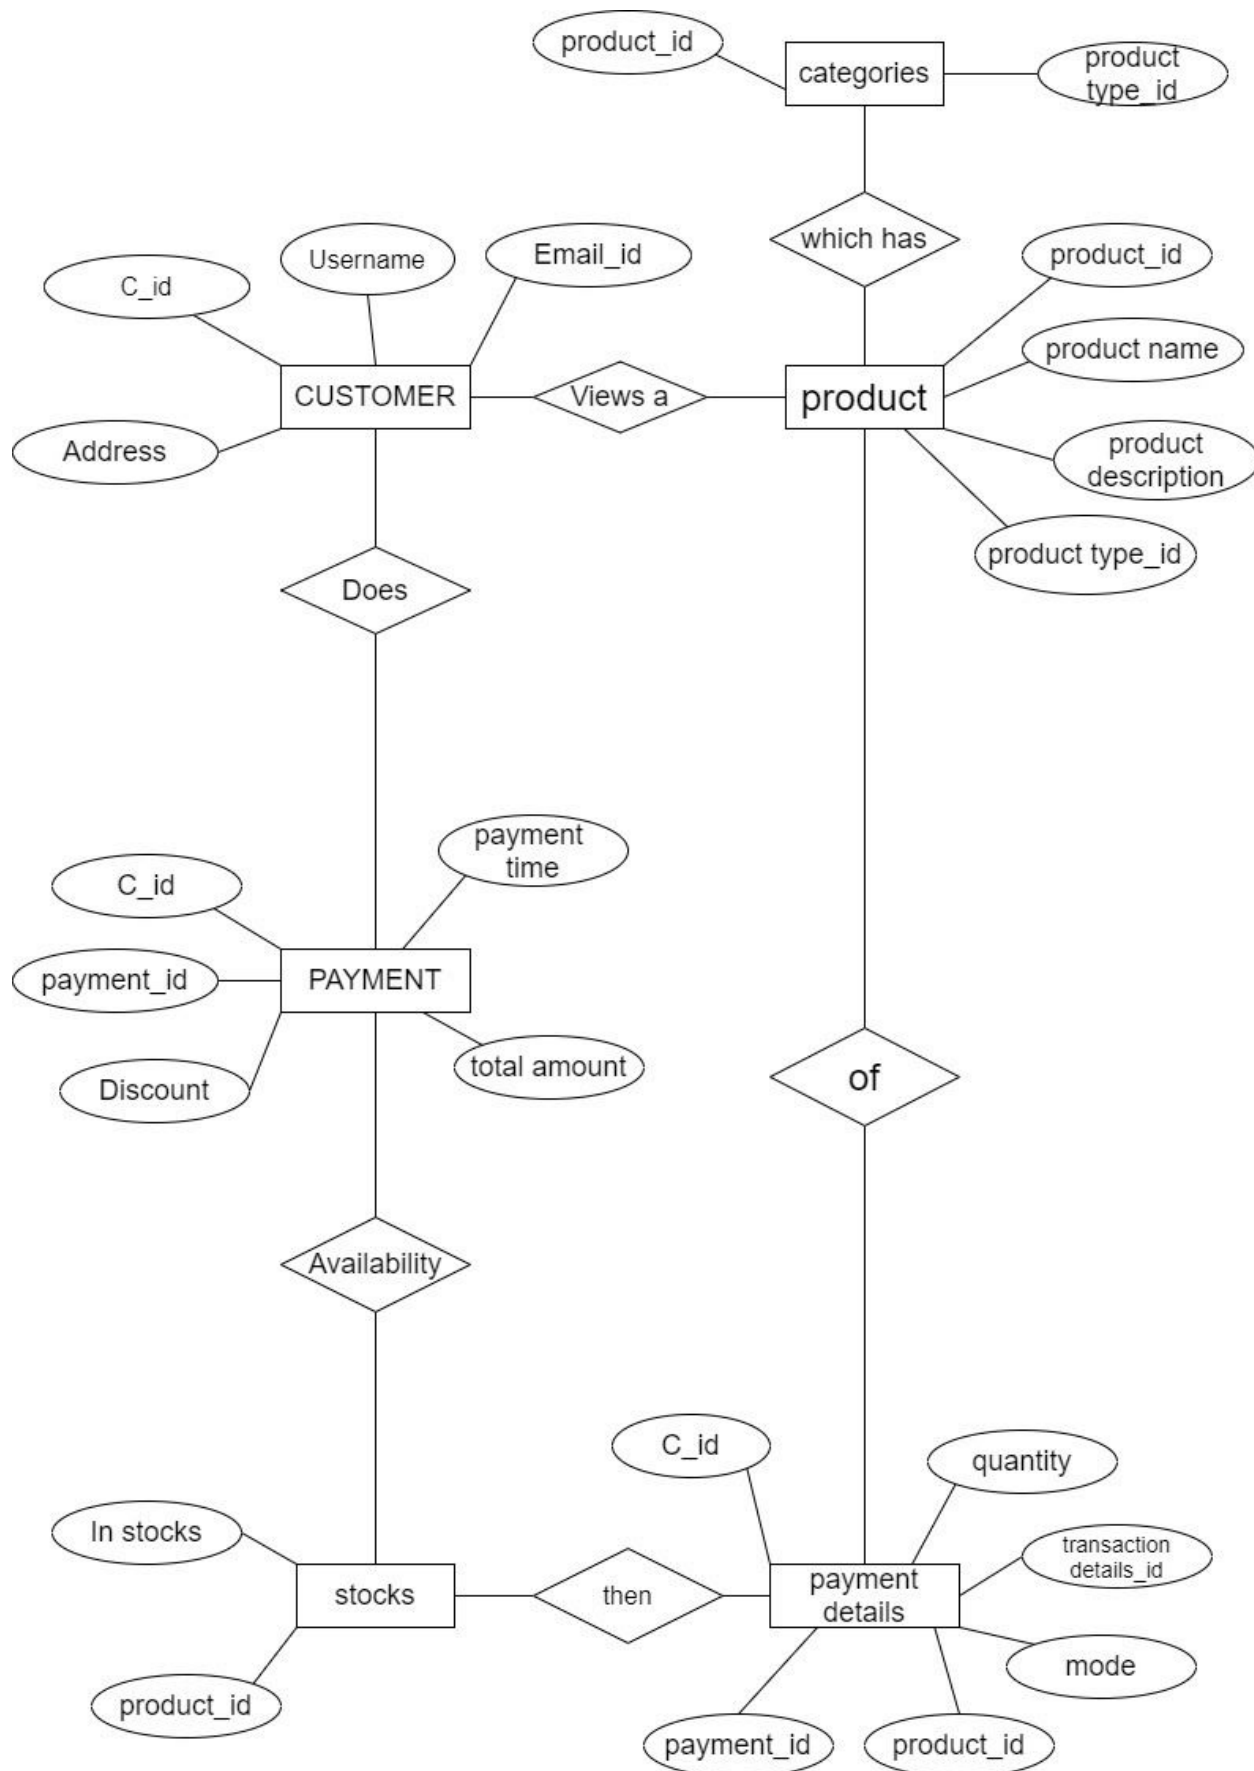 product_id
categories
product
type_id
which has
C_id
Username
Email_id
product_id
CUSTOMER
Views a
product
product name
Address
product
description
product type_id
Does
payment
time
C_id
payment_id
PAYMENT
Discount
total amount
of
Availability
C_id
quantity
In stocks
transaction
details_id
stocks
then
payment
details
mode
product_id
payment_id
product_id